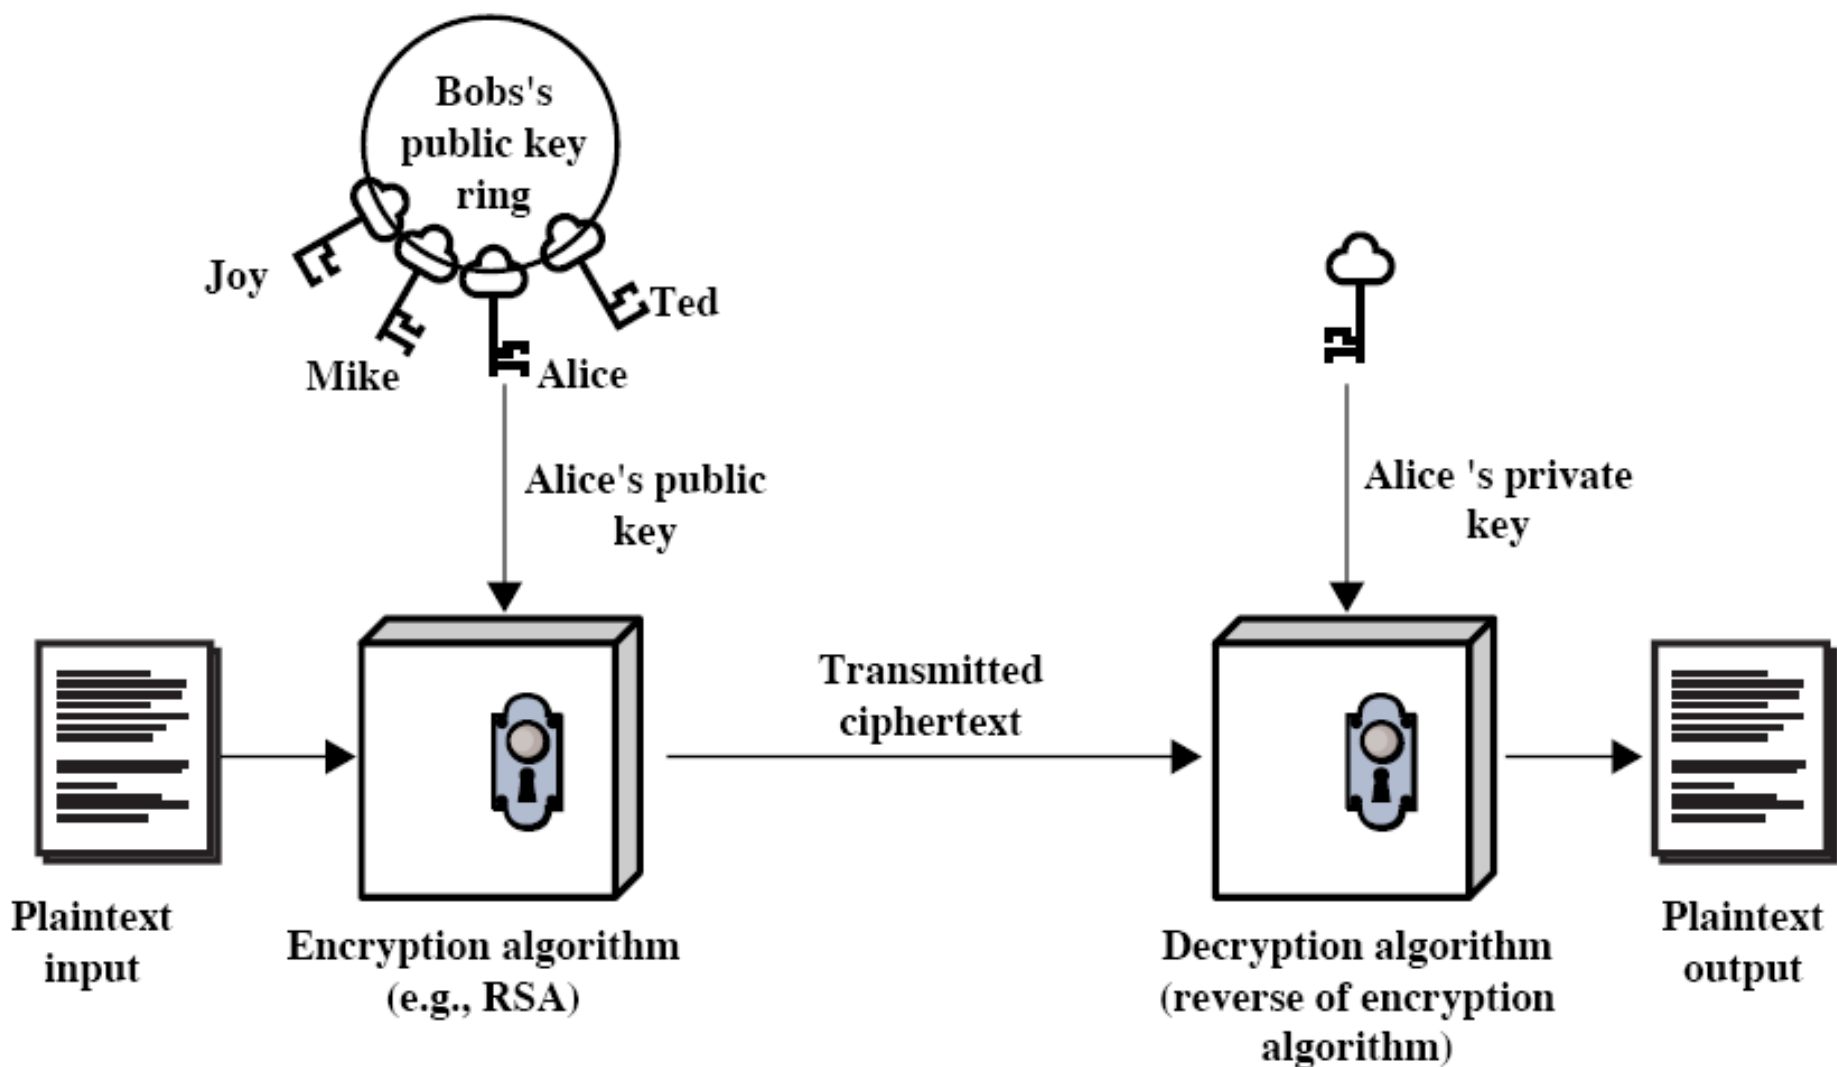 Bobs's
public key
ring
Joy
Mike
Alice
Ted
Alice's public
key
Alice 's private
key
Transmitted
ciphertext
Plaintext
input
Encryption algorithm
(e.g., RSA)
Decryption algorithm
(reverse of encryption
algorithm)
Plaintext
output